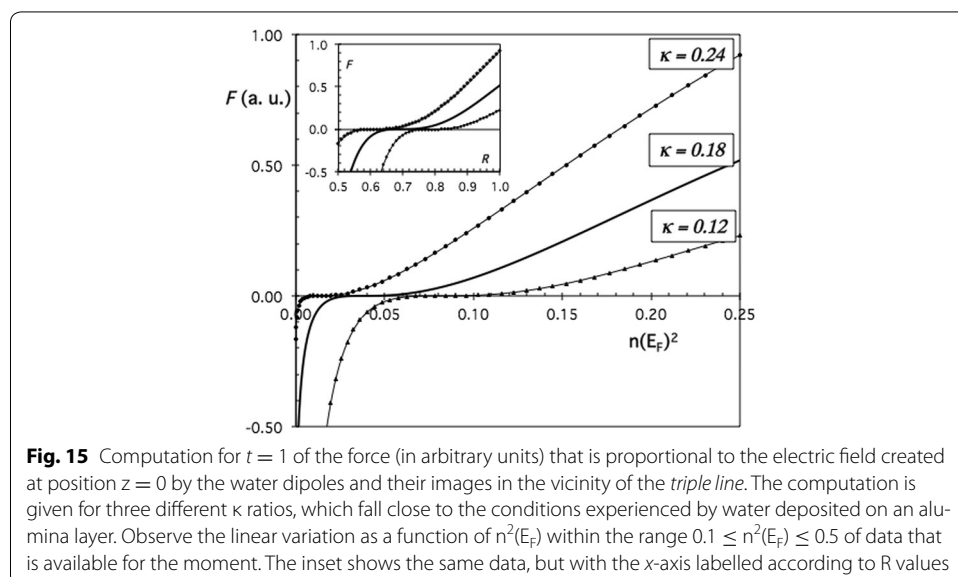 1.00
F (a. u.)
0.50
0.00
-0.50
0.00
0.05
0.10
0.15
0.20
0.25
n(E_F)²
κ = 0.24
κ = 0.18
κ = 0.12
1.0
F
0.5
0.0
-0.5
R
0.5 0.6 0.7 0.8 0.9 1.0
Fig. 15 Computation for t = 1 of the force (in arbitrary units) that is proportional to the electric field created
at position z = 0 by the water dipoles and their images in the vicinity of the triple line. The computation is
given for three different κ ratios, which fall close to the conditions experienced by water deposited on an alu-
mina layer. Observe the linear variation as a function of n²(E_F) within the range 0.1 ≤ n²(E_F) ≤ 0.5 of data that
is available for the moment. The inset shows the same data, but with the x-axis labelled according to R values